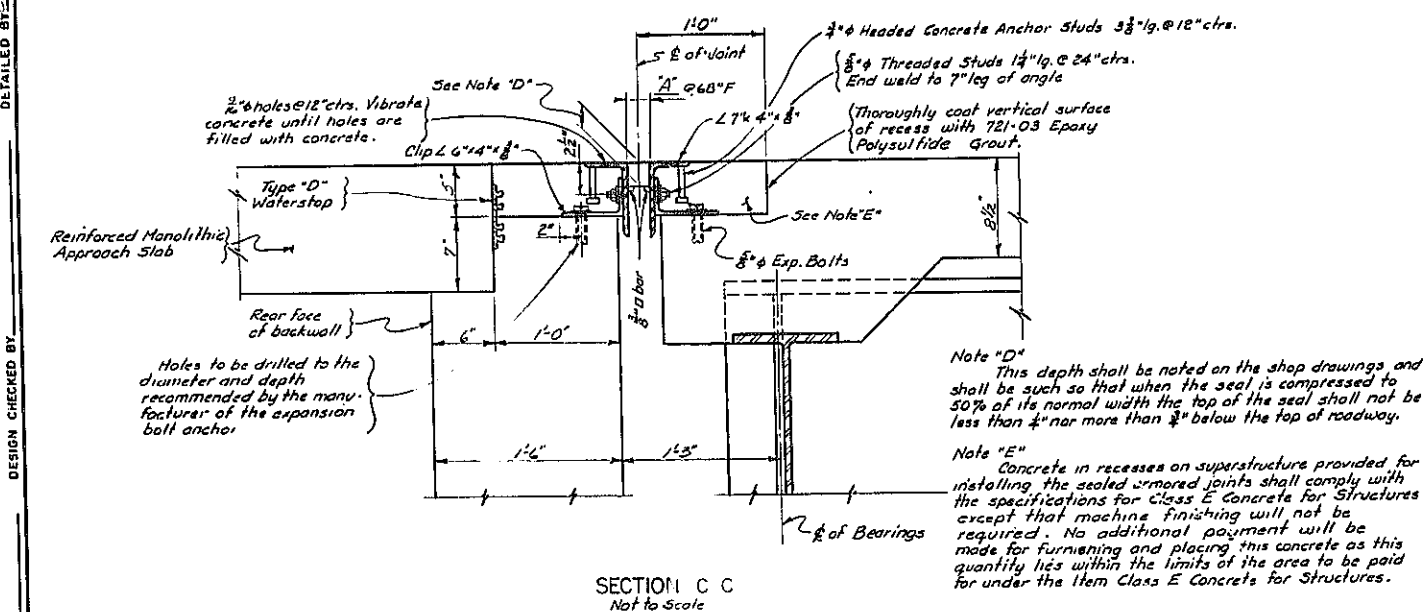 DETAILED BY
DESIGN CHECKED BY
1'-0"
¾"φ Headed Concrete Anchor Studs 3⅜" lg. @ 12" ctrs.
℄ of Joint
⅝"φ Threaded Studs 1¼" lg. @ 24" ctrs.
End weld to 7" leg of angle
See Note "D"
"A" @ 68°F
holes @ 12" ctrs. Vibrate
concrete until holes are
filled with concrete.
∠ 7" x 4" x ⅜"
Thoroughly coat vertical surface
of recess with 721-03 Epoxy
Polysulfide Grout.
Clip ∠ 6" x 4" x ⅜"
2½"
Type "D"
Waterstop
5"
See Note "E"
8½"
Reinforced Monolithic
Approach Slab
7"
2"
⅝"φ Exp. Bolts
⅜" □ bar
Rear face
of backwall
6"
1'-0"
Holes to be drilled to the
diameter and depth
recommended by the manu-
facturer of the expansion
bolt anchor
1'-6"
1'-3"
℄ of Bearings
Note "D"
This depth shall be noted on the shop drawings and
shall be such so that when the seal is compressed to
50% of its normal width the top of the seal shall not be
less than ¼" nor more than ¾" below the top of roadway.
Note "E"
Concrete in recesses on superstructure provided for
installing the sealed armored joints shall comply with
the specifications for Class E Concrete for Structures
except that machine finishing will not be
required. No additional payment will be
made for furnishing and placing this concrete as this
quantity lies within the limits of the area to be paid
for under the Item Class E Concrete for Structures.
SECTION C C
Not to Scale